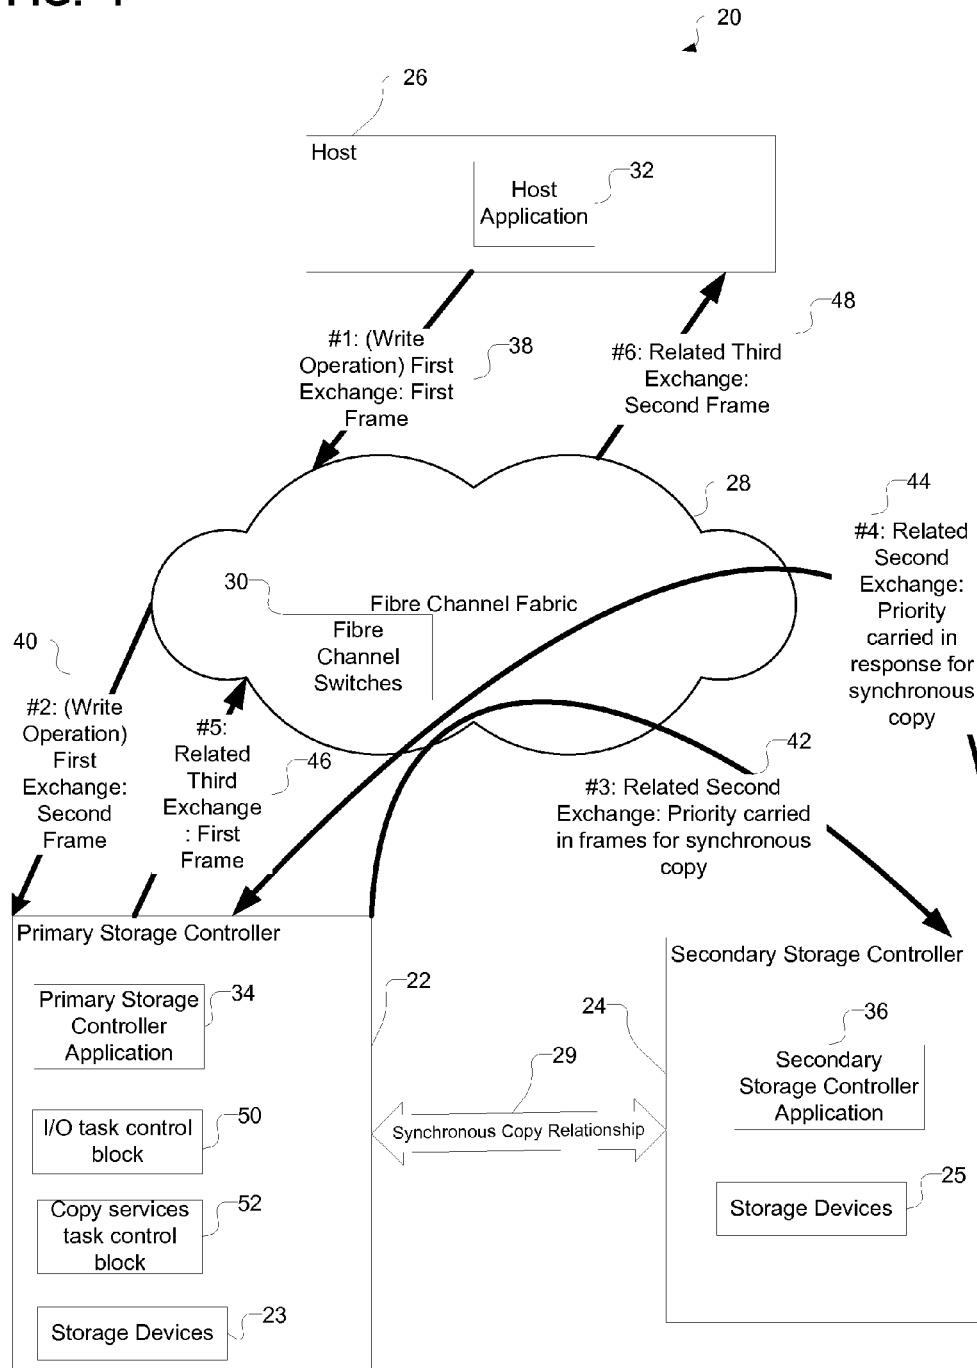 20
26
Host
32
Host
Application
48
#1: (Write
Operation) First
Exchange: First
Frame
38
#6: Related Third
Exchange:
Second Frame
28
44
#4: Related
Second
Exchange:
Priority
carried in
response for
synchronous
copy
30
Fibre Channel Fabric
Fibre
Channel
Switches
40
#2: (Write
Operation)
First
Exchange:
Second
Frame
#5:
Related
Third
Exchange
: First
Frame
46
42
#3: Related Second
Exchange: Priority carried
in frames for synchronous
copy
Primary Storage Controller
Secondary Storage Controller
22
24
34
Primary Storage
Controller
Application
36
Secondary
Storage Controller
Application
29
Synchronous Copy Relationship
50
I/O task control
block
52
Copy services
task control
block
25
Storage Devices
23
Storage Devices